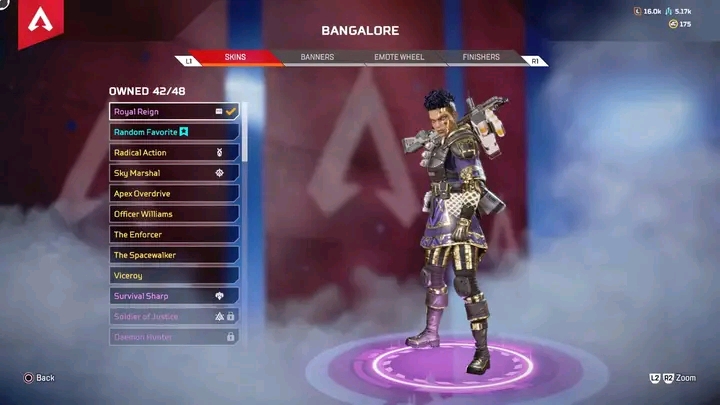 16.0k 5.17k
175
BANGALORE
L1 SKINS BANNERS EMOTE WHEEL FINISHERS R1
OWNED 42/48
Royal Reign
Random Favorite
Radical Action
Sky Marshal
Apex Overdrive
Officer Williams
The Enforcer
The Spacewalker
Viceroy
Survival Sharp
Soldier of Justice
Daemon Hunter
Back
L2 R2 Zoom